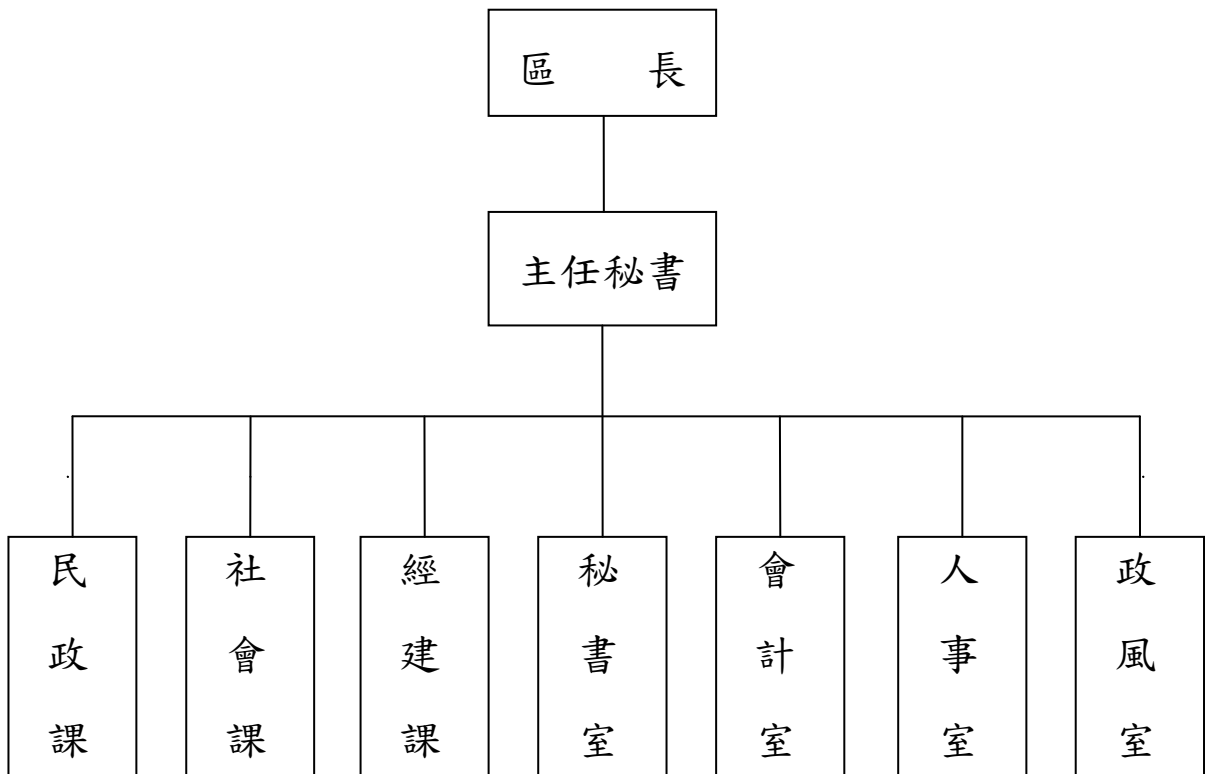 區　　長
主任秘書
民政課
社會課
經建課
秘書室
會計室
人事室
政風室